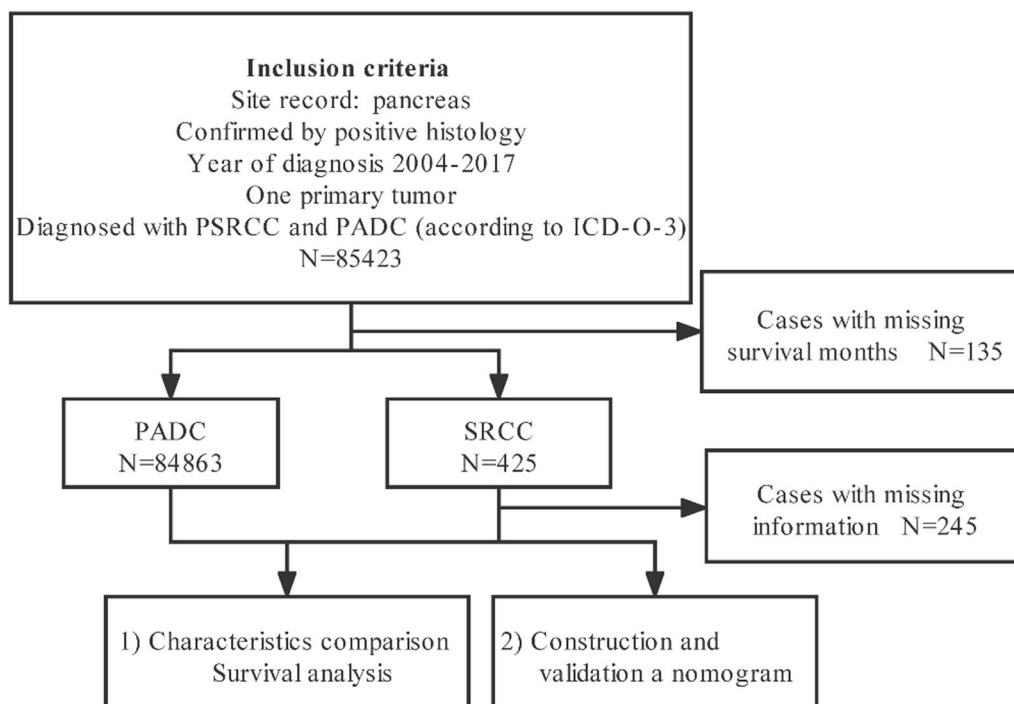 Inclusion criteria
Site record: pancreas
Confirmed by positive histology
Year of diagnosis 2004-2017
One primary tumor
Diagnosed with PSRCC and PADC (according to ICD-O-3)
N=85423
Cases with missing
survival months N=135
PADC
N=84863
SRCC
N=425
Cases with missing
information N=245
1) Characteristics comparison
Survival analysis
2) Construction and
validation a nomogram